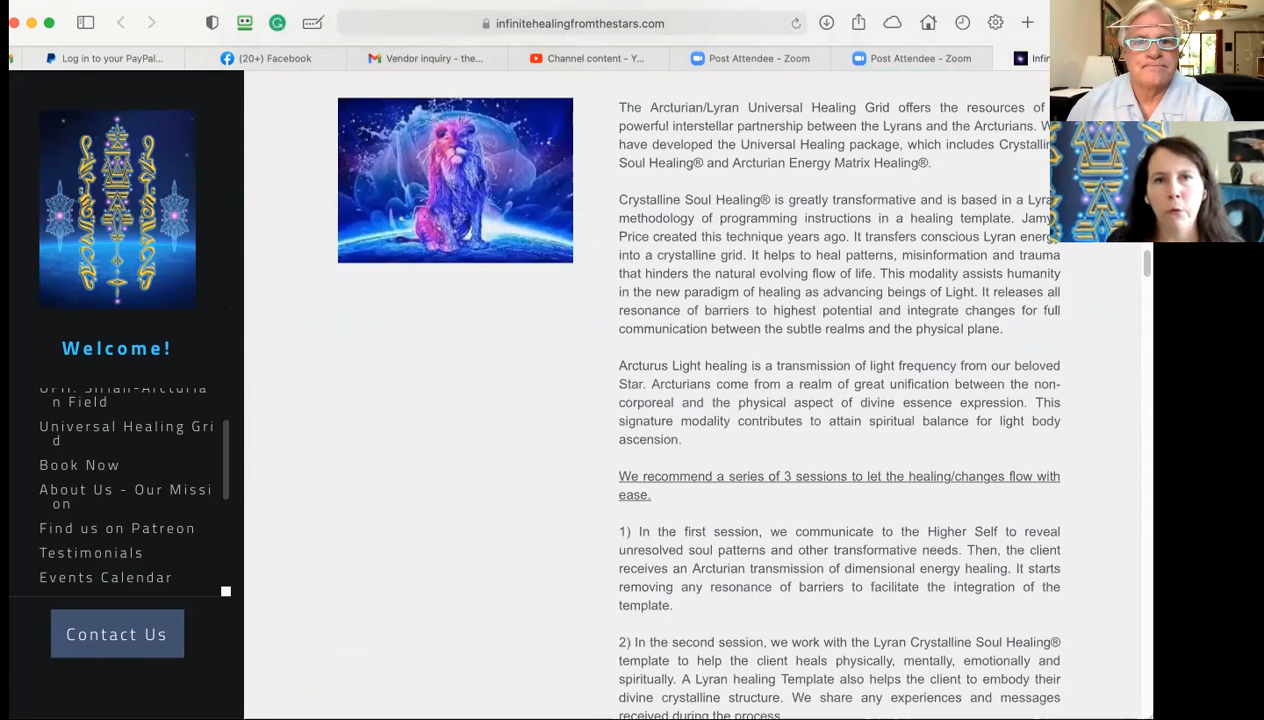 infinitehealingfromthestars.com
Log in to your PayPal...
(20+) Facebook
Vendor inquiry - the...
Channel content - Y...
Post Attendee - Zoom
Post Attendee - Zoom
Infin
Welcome!
n Field
Universal Healing Gri
d
Book Now
About Us - Our Missi
on
Find us on Patreon
Testimonials
Events Calendar
Contact Us
The Arcturian/Lyran Universal Healing Grid offers the resources of
powerful interstellar partnership between the Lyrans and the Arcturians. W
have developed the Universal Healing package, which includes Crystallin
Soul Healing® and Arcturian Energy Matrix Healing®.
Crystalline Soul Healing® is greatly transformative and is based in a Lyra
methodology of programming instructions in a healing template. Jamy
Price created this technique years ago. It transfers conscious Lyran energ
into a crystalline grid. It helps to heal patterns, misinformation and trauma
that hinders the natural evolving flow of life. This modality assists humanity
in the new paradigm of healing as advancing beings of Light. It releases all
resonance of barriers to highest potential and integrate changes for full
communication between the subtle realms and the physical plane.
Arcturus Light healing is a transmission of light frequency from our beloved
Star. Arcturians come from a realm of great unification between the non-
corporeal and the physical aspect of divine essence expression. This
signature modality contributes to attain spiritual balance for light body
ascension.
We recommend a series of 3 sessions to let the healing/changes flow with
ease.
1) In the first session, we communicate to the Higher Self to reveal
unresolved soul patterns and other transformative needs. Then, the client
receives an Arcturian transmission of dimensional energy healing. It starts
removing any resonance of barriers to facilitate the integration of the
template.
2) In the second session, we work with the Lyran Crystalline Soul Healing®
template to help the client heals physically, mentally, emotionally and
spiritually. A Lyran healing Template also helps the client to embody their
divine crystalline structure. We share any experiences and messages
received during the process.